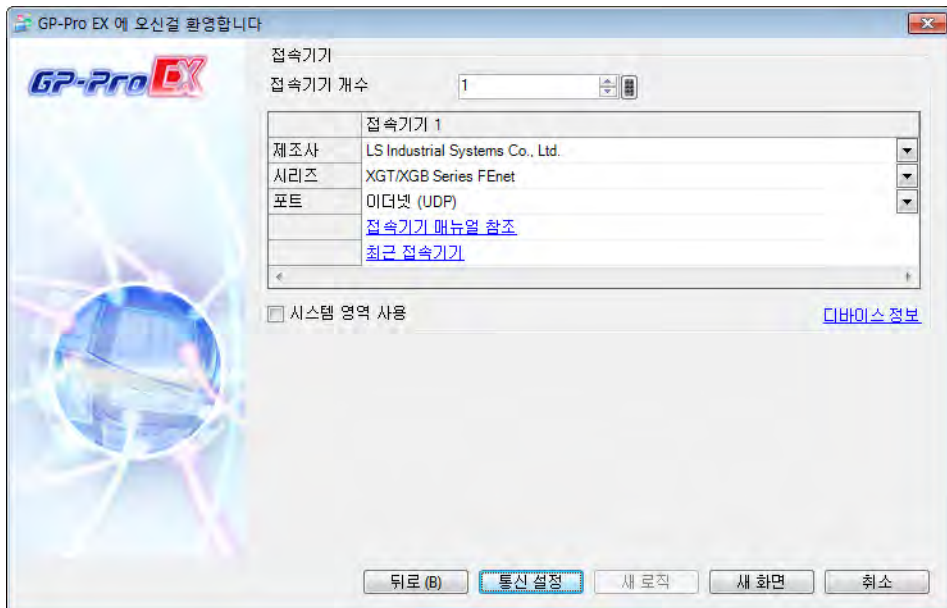 GP-Pro EX 에 오신걸 환영합니다
GP-Pro EX
접속기기
접속기기 개수 1
접속기기 1
제조사 LS Industrial Systems Co., Ltd.
시리즈 XGT/XGB Series FEnet
포트 이더넷 (UDP)
접속기기 매뉴얼 참조
최근 접속기기
시스템 영역 사용 디바이스 정보
뒤로 (B) 통신 설정 새 로직 새 화면 취소